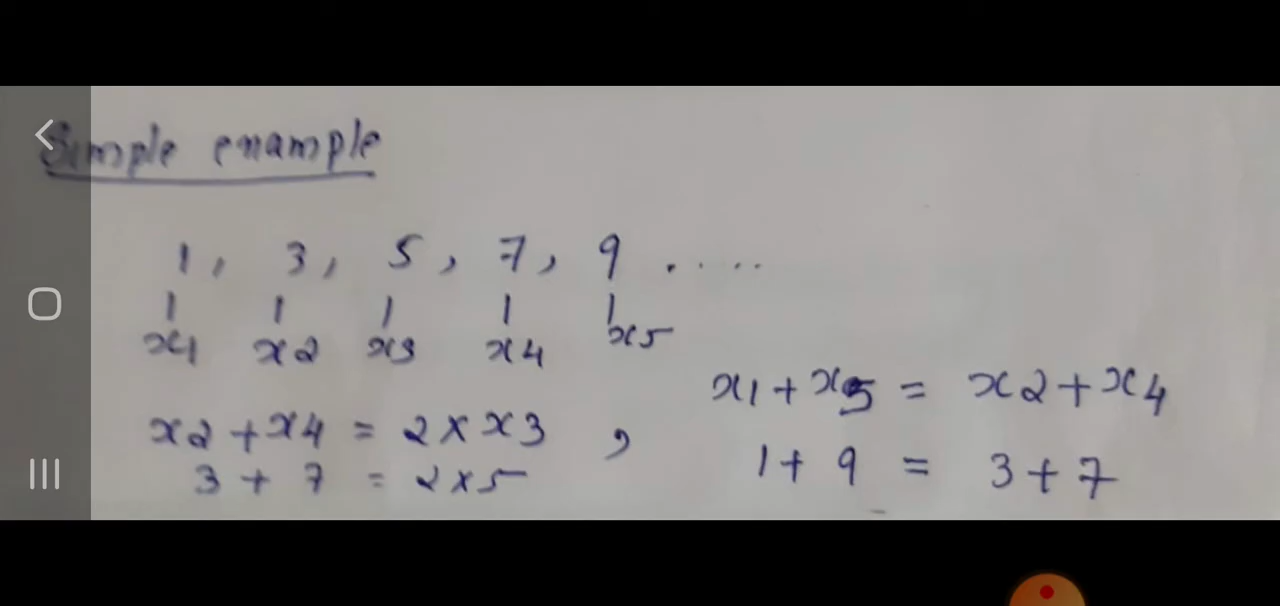 Simple example
1, 3, 5, 7, 9 .....
x1 x2 x3 x4 x5
x1 + x5 = x2 + x4
x2 + x4 = 2 × x3 ,
1 + 9 = 3 + 7
3 + 7 = 2 × 5